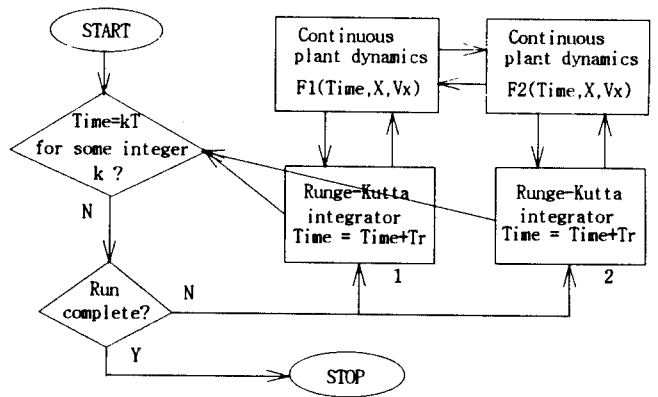 START
Time=kT
for some integer
k ?
N
Run
complete?
N
Y
STOP
Continuous
plant dynamics
F1(Time,X,Vx)
Continuous
plant dynamics
F2(Time,X,Vx)
Runge-Kutta
integrator
Time = Time+Tr
1
Runge-Kutta
integrator
Time = Time+Tr
2